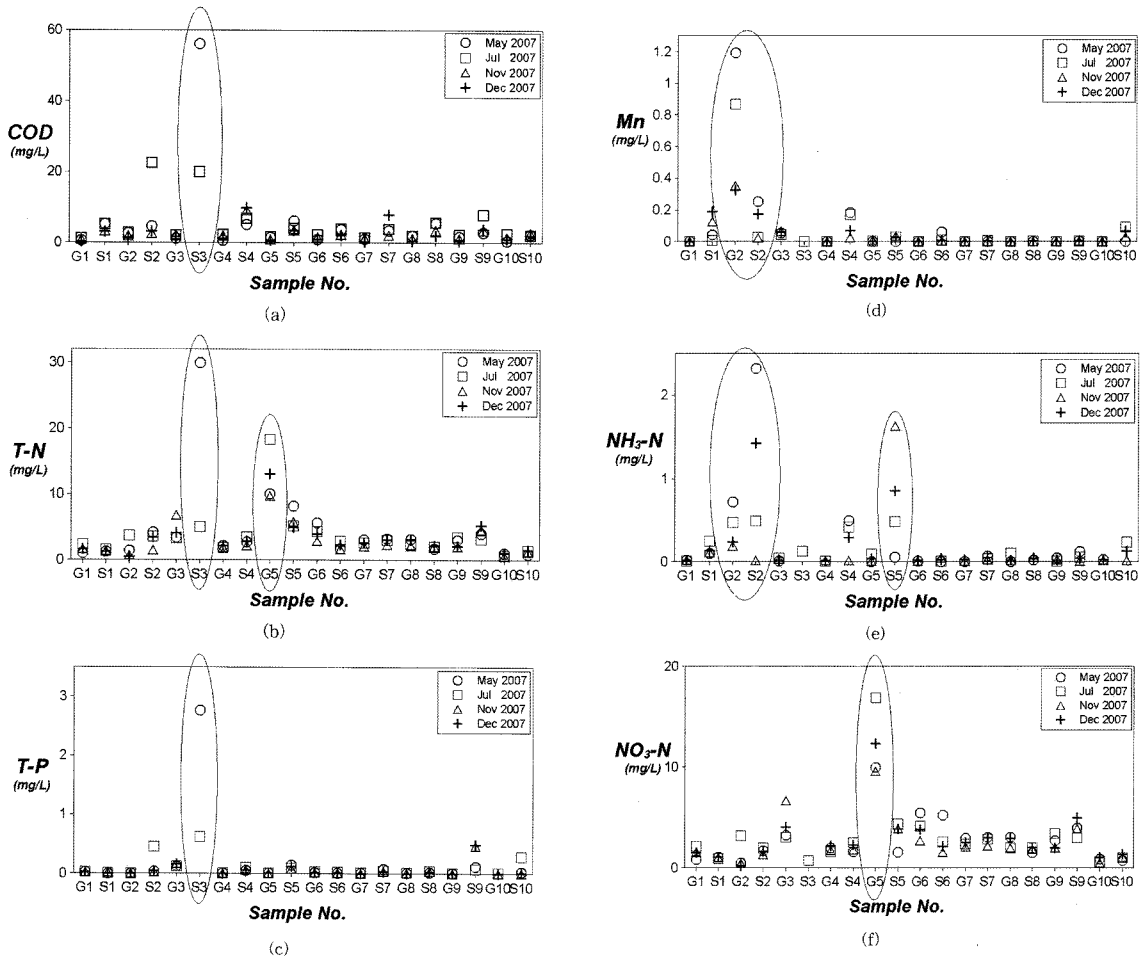 60
40
20
0
COD
(mg/L)
May 2007
Jul 2007
Nov 2007
Dec 2007
G1 S1 G2 S2 G3 S3 G4 S4 G5 S5 G6 S6 G7 S7 G8 S8 G9 S9 G10 S10
Sample No.
(a)
30
20
10
0
T-N
(mg/L)
May 2007
Jul 2007
Nov 2007
Dec 2007
G1 S1 G2 S2 G3 S3 G4 S4 G5 S5 G6 S6 G7 S7 G8 S8 G9 S9 G10 S10
Sample No.
(b)
3
2
1
0
T-P
(mg/L)
May 2007
Jul 2007
Nov 2007
Dec 2007
G1 S1 G2 S2 G3 S3 G4 S4 G5 S5 G6 S6 G7 S7 G8 S8 G9 S9 G10 S10
Sample No.
(c)
1.2
1
0.8
0.6
0.4
0.2
0
Mn
(mg/L)
May 2007
Jul 2007
Nov 2007
Dec 2007
G1 S1 G2 S2 G3 S3 G4 S4 G5 S5 G6 S6 G7 S7 G8 S8 G9 S9 G10 S10
Sample No.
(d)
2
1
0
NH₃-N
(mg/L)
May 2007
Jul 2007
Nov 2007
Dec 2007
G1 S1 G2 S2 G3 S3 G4 S4 G5 S5 G6 S6 G7 S7 G8 S8 G9 S9 G10 S10
Sample No.
(e)
20
10
0
NO₃-N
(mg/L)
May 2007
Jul 2007
Nov 2007
Dec 2007
G1 S1 G2 S2 G3 S3 G4 S4 G5 S5 G6 S6 G7 S7 G8 S8 G9 S9 G10 S10
Sample No.
(f)